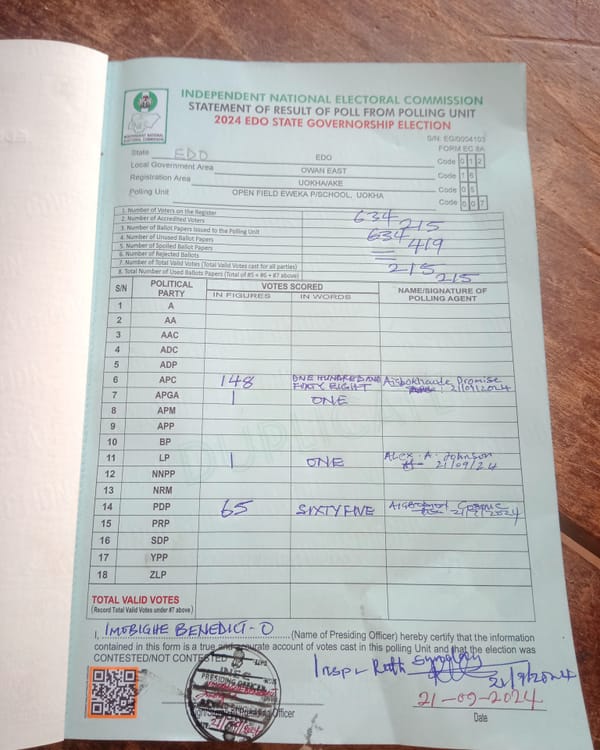 INDEPENDENT NATIONAL ELECTORAL COMMISSION
STATEMENT OF RESULT OF POLL FROM POLLING UNIT
2024 EDO STATE GOVERNORSHIP ELECTION
S/N: EG/0004103
FORM EC 8A
State EDO EDO Code 0 1 2
Local Government Area OWAN EAST Code 1 6
Registration Area UOKHA/AKE Code 0 5
Polling Unit OPEN FIELD EWEKA P/SCHOOL, UOKHA Code 0 0 7
1. Number of Voters on the Register 634
2. Number of Accredited Voters 215
3. Number of Ballot Papers Issued to the Polling Unit 634
4. Number of Unused Ballot Papers 419
5. Number of Spoiled Ballot Papers
6. Number of Rejected Ballots
7. Number of Total Valid Votes (Total Valid Votes cast for all parties) 215
8. Total Number of Used Ballots Papers (Total of #5 + #6 + #7 above) 215
S/N POLITICAL PARTY VOTES SCORED NAME/SIGNATURE OF POLLING AGENT
IN FIGURES IN WORDS
1 A
2 AA
3 AAC
4 ADC
5 ADP
6 APC 148 ONE HUNDRED AND FORTY EIGHT Promise 21/09/2024
7 APGA 1 ONE
8 APM
9 APP
10 BP
11 LP 1 ONE Alex . A . Johnson 21/09/24
12 NNPP
13 NRM
14 PDP 65 SIXTY FIVE
15 PRP
16 SDP
17 YPP
18 ZLP
DUPLICATE
TOTAL VALID VOTES
(Record Total Valid Votes under #7 above)
I, IMOBIGHE BENEDICT-O (Name of Presiding Officer) hereby certify that the information
contained in this form is a true and accurate account of votes cast in this polling Unit and that the election was
CONTESTED/NOT CONTESTED
21/9/2024
21-09-2024
Signature of Presiding Officer
Date
PRESIDING OFFICER